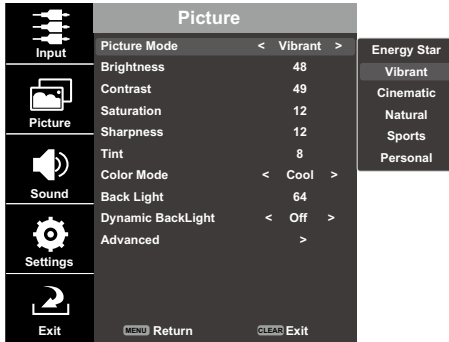 Picture
Input
Picture
Sound
Settings
Exit
Picture Mode < Vibrant >
Brightness 48
Contrast 49
Saturation 12
Sharpness 12
Tint 8
Color Mode < Cool >
Back Light 64
Dynamic BackLight < Off >
Advanced >
MENU Return CLEAR Exit
Energy Star
Vibrant
Cinematic
Natural
Sports
Personal